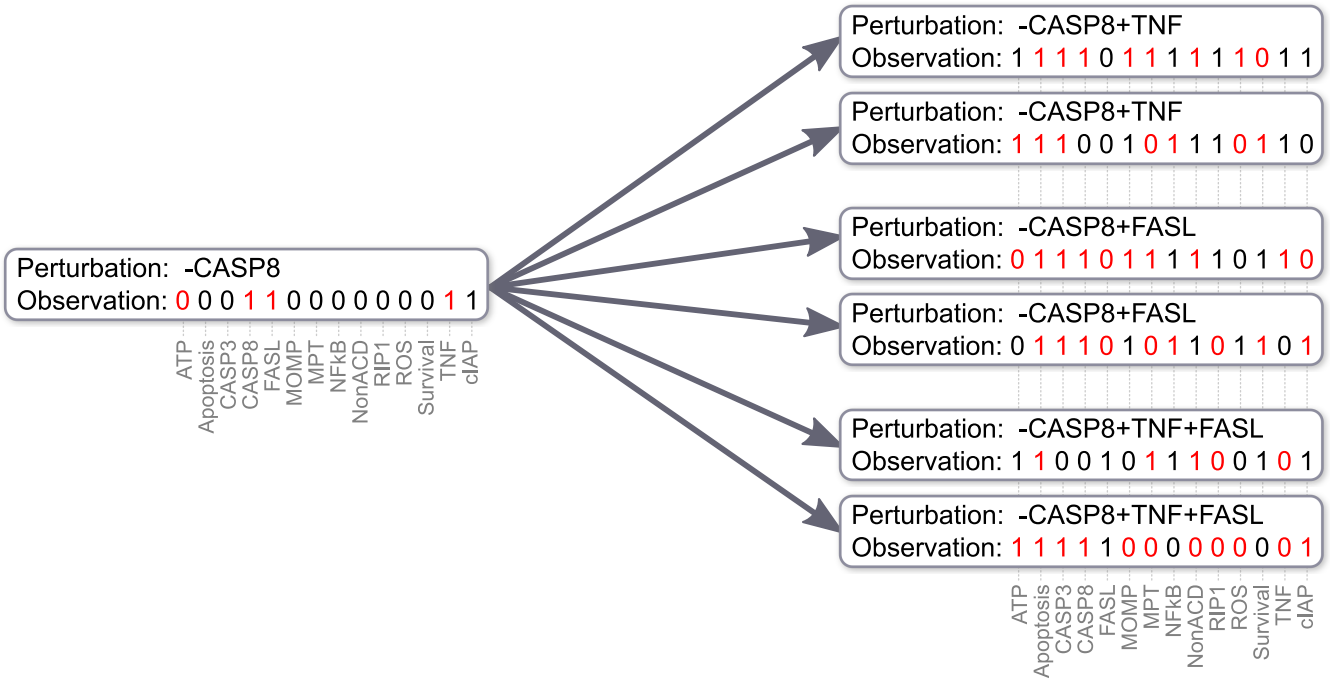 Perturbation: -CASP8+TNF
Observation: 1 1 1 1 0 1 1 1 1 1 1 0 1 1
Perturbation: -CASP8+TNF
Observation: 1 1 1 0 0 1 0 1 1 1 0 1 1 0
Perturbation: -CASP8+FASL
Observation: 0 1 1 1 0 1 1 1 1 1 0 1 1 0
Perturbation: -CASP8
Observation: 0 0 0 1 1 0 0 0 0 0 0 0 1 1
Perturbation: -CASP8+FASL
Observation: 0 1 1 1 0 1 0 1 1 0 1 1 0 1
ATP
Apoptosis
CASP3
CASP8
FASL
MOMP
MPT
NFkB
NonACD
RIP1
ROS
Survival
TNF
cIAP
Perturbation: -CASP8+TNF+FASL
Observation: 1 1 0 0 1 0 1 1 1 0 0 1 0 1
Perturbation: -CASP8+TNF+FASL
Observation: 1 1 1 1 1 0 0 0 0 0 0 0 0 1
ATP
Apoptosis
CASP3
CASP8
FASL
MOMP
MPT
NFkB
NonACD
RIP1
ROS
Survival
TNF
cIAP